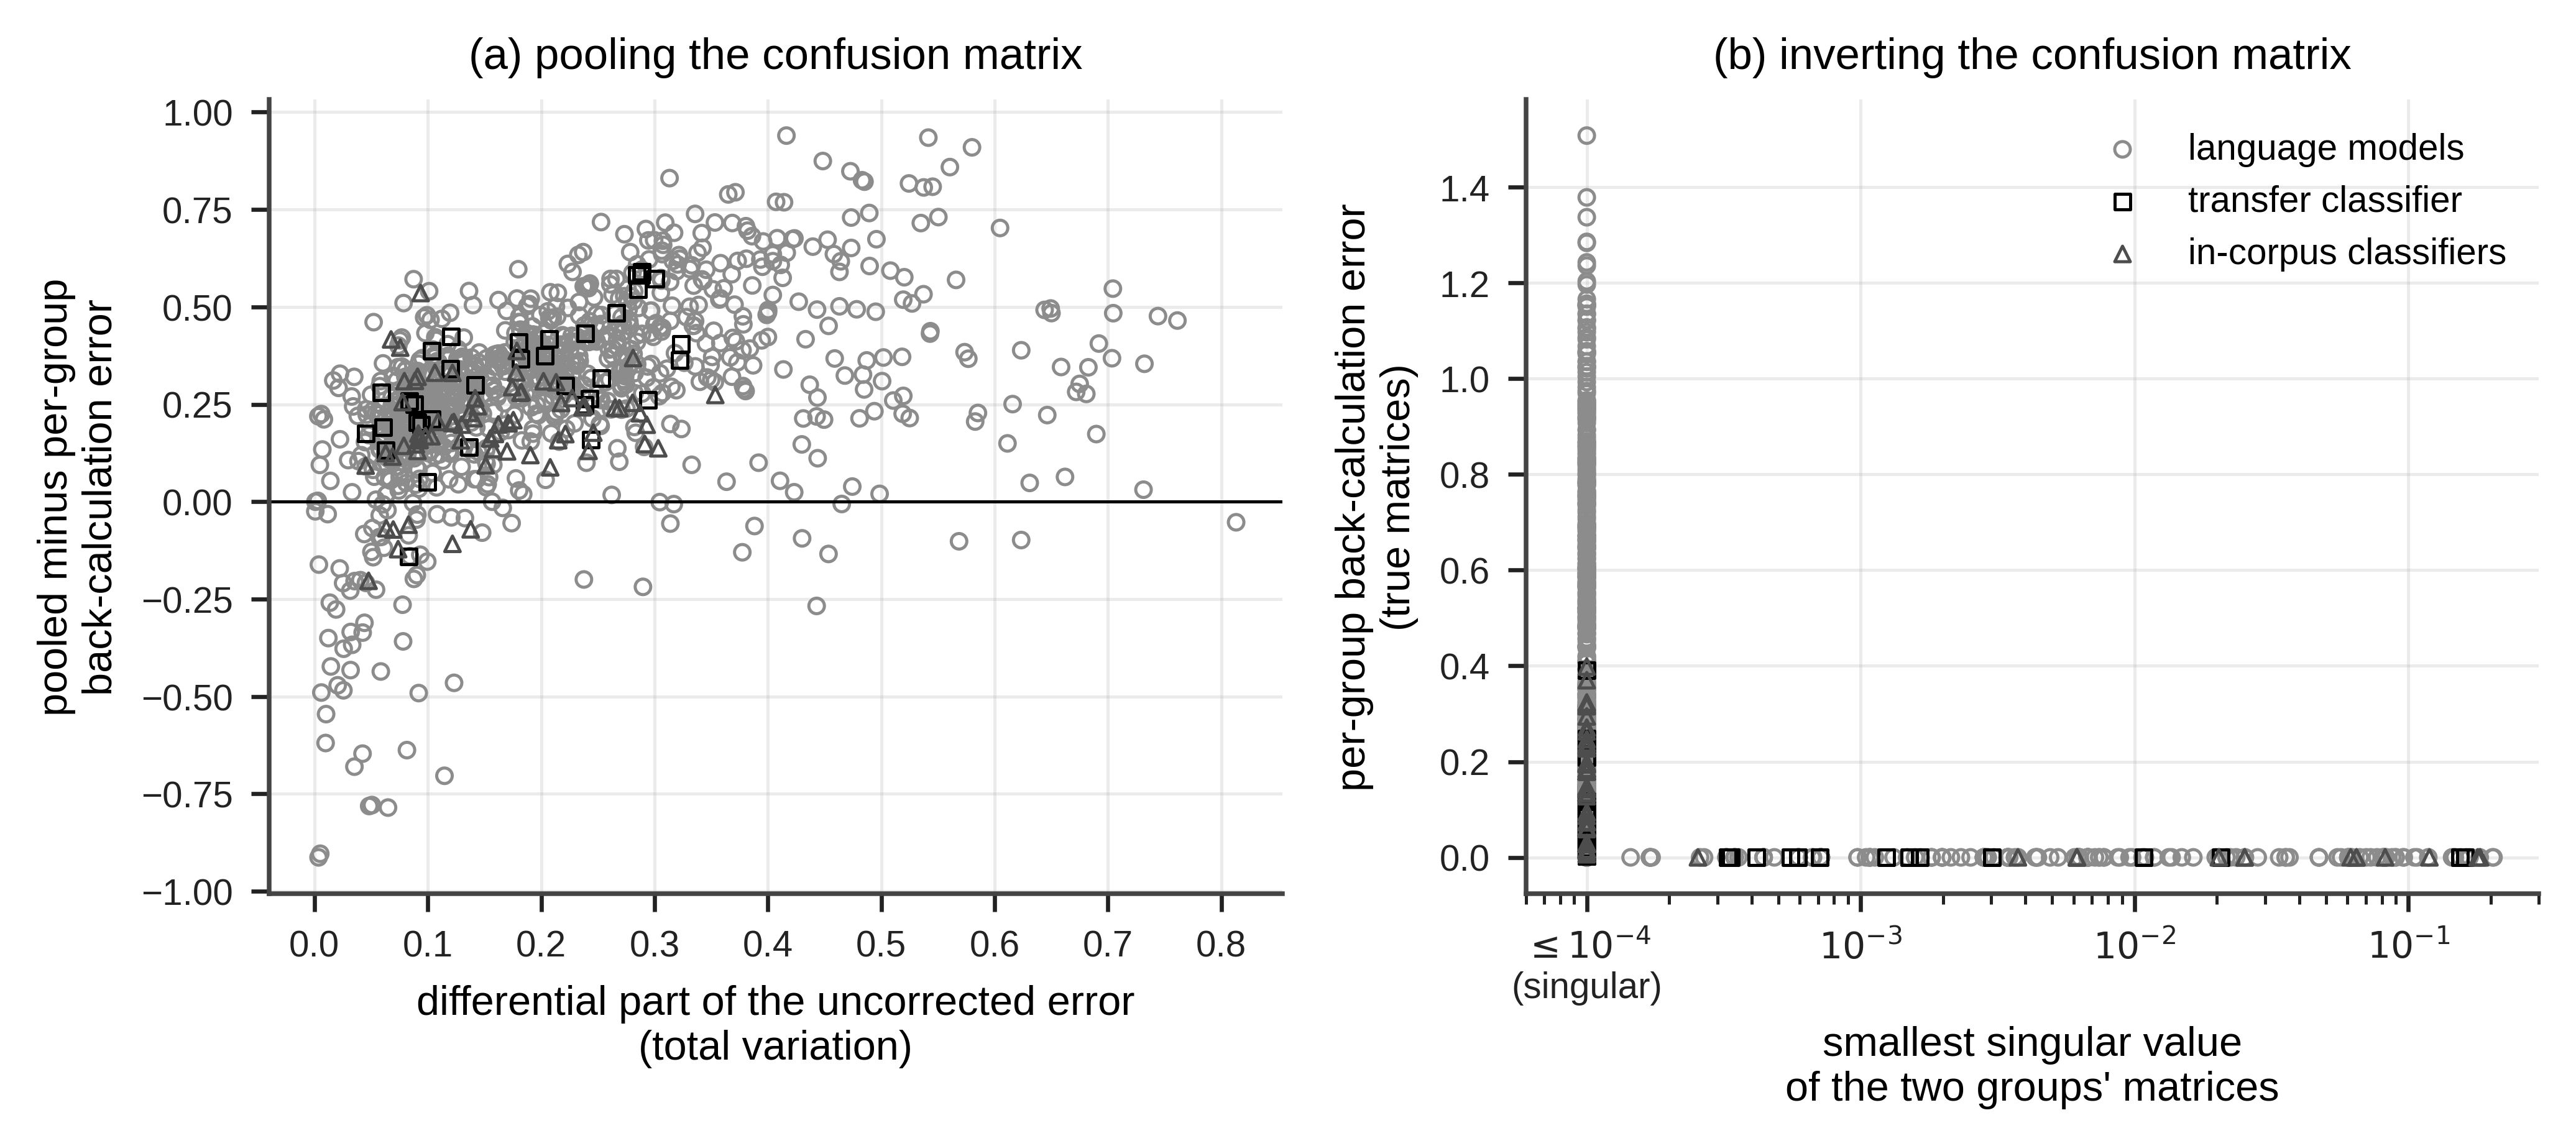 (a) pooling the confusion matrix
pooled minus per-group
back-calculation error
1.00
0.75
0.50
0.25
0.00
−0.25
−0.50
−0.75
−1.00
0.0 0.1 0.2 0.3 0.4 0.5 0.6 0.7 0.8
differential part of the uncorrected error
(total variation)
(b) inverting the confusion matrix
per-group back-calculation error
(true matrices)
1.4
1.2
1.0
0.8
0.6
0.4
0.2
0.0
language models
transfer classifier
in-corpus classifiers
≤ 10⁻⁴ 10⁻³ 10⁻² 10⁻¹
(singular)
smallest singular value
of the two groups' matrices